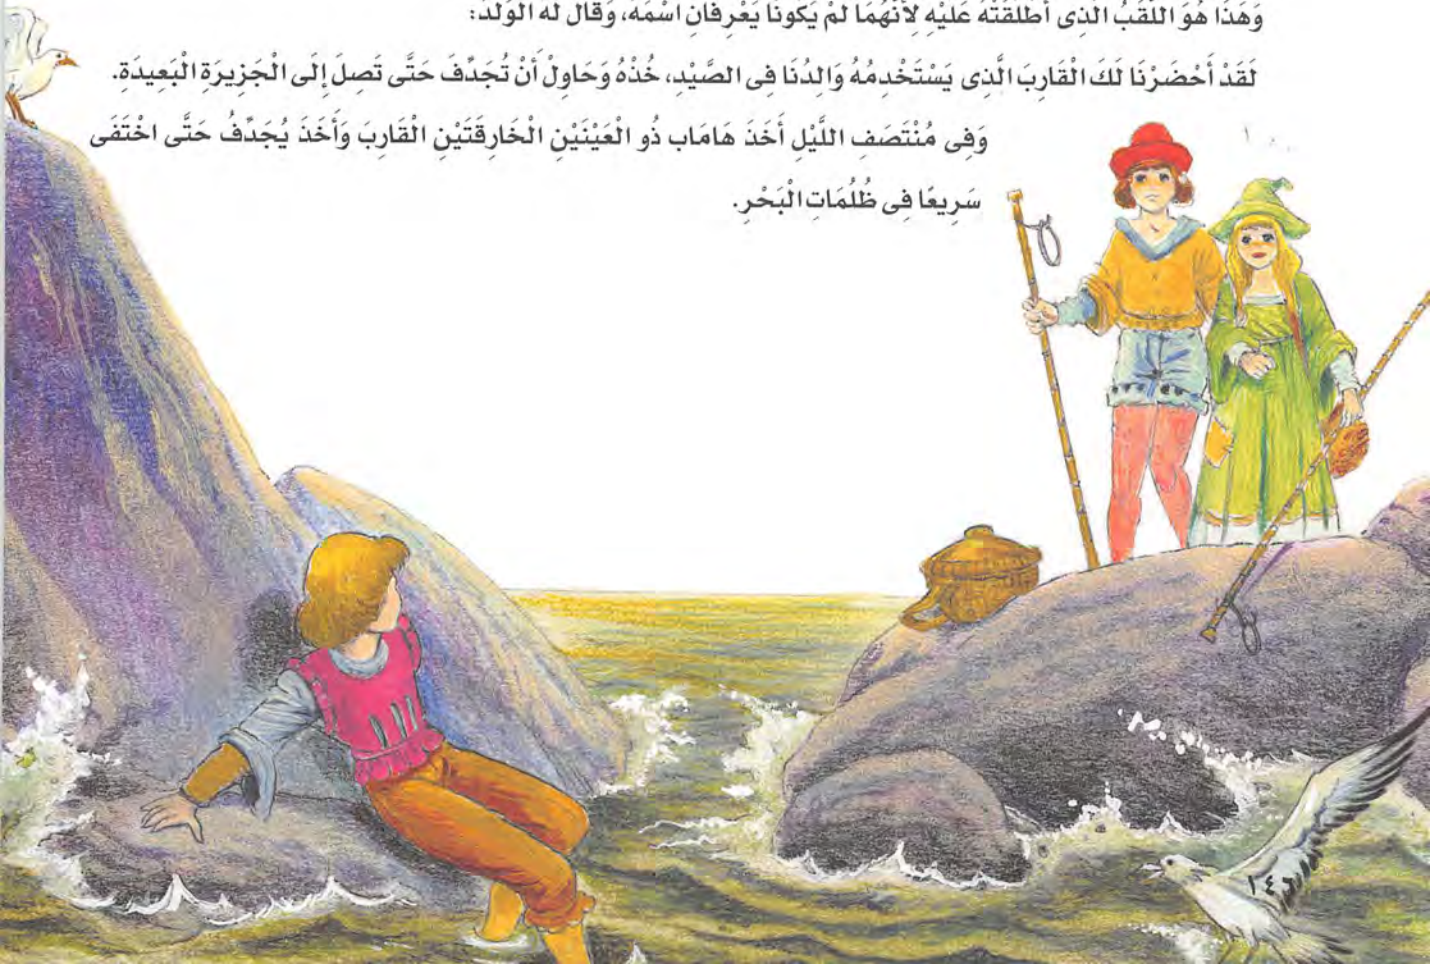 وَهَذَا هُوَ اللَّقَبُ الَّذِى أَطْلَقَتْهُ عَلَيْهِ لِأَنَّهُمَا لَمْ يَكُونَا يَعْرِفَانِ اسْمَهُ، وَقَالَ لَهُ الْوَلَدُ:
لَقَدْ أَحْضَرْنَا لَكَ الْقَارِبَ الَّذِى يَسْتَخْدِمُهُ وَالِدُنَا فِى الصَّيْدِ، خُذْهُ وَحَاوِلْ أَنْ تُجَدِّفَ حَتَّى تَصِلَ إِلَى الْجَزِيرَةِ الْبَعِيدَةِ.
وَفِى مُنْتَصَفِ اللَّيْلِ أَخَذَ هَامَاب ذُو الْعَيْنَيْنِ الْخَارِقَتَيْنِ الْقَارِبَ وَأَخَذَ يُجَدِّفُ حَتَّى اخْتَفَى
سَرِيعًا فِى ظُلُمَاتِ الْبَحْرِ.
١٤٦